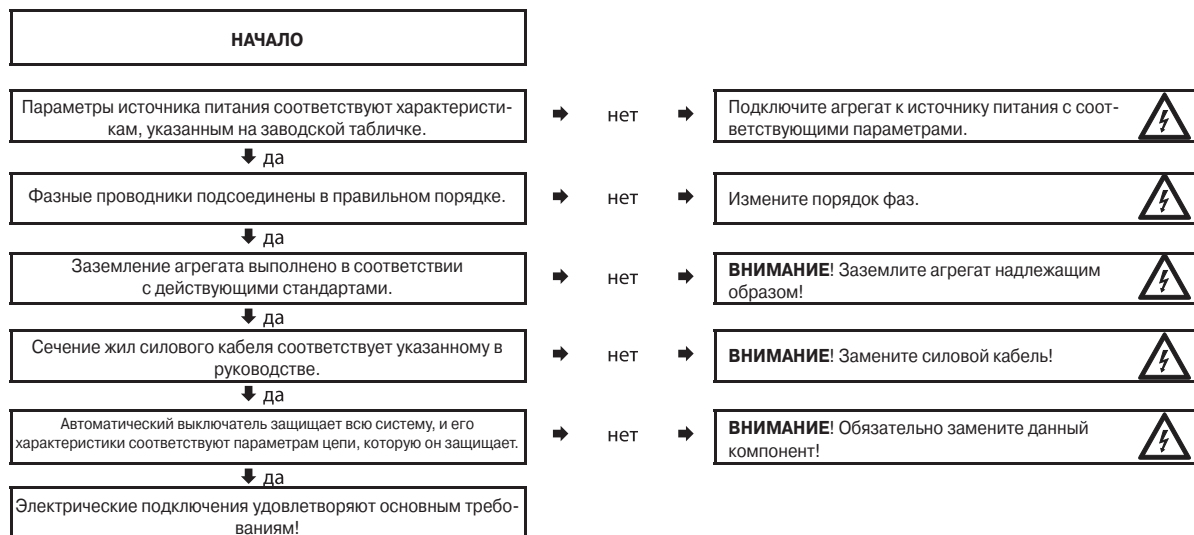 НАЧАЛО
Параметры источника питания соответствуют характеристи-
кам, указанным на заводской табличке.
нет
Подключите агрегат к источнику питания с соот-
ветствующими параметрами.
да
Фазные проводники подсоединены в правильном порядке.
нет
Измените порядок фаз.
да
Заземление агрегата выполнено в соответствии
с действующими стандартами.
нет
ВНИМАНИЕ! Заземлите агрегат надлежащим
образом!
да
Сечение жил силового кабеля соответствует указанному в
руководстве.
нет
ВНИМАНИЕ! Замените силовой кабель!
да
Автоматический выключатель защищает всю систему, и его
характеристики соответствуют параметрам цепи, которую он защищает.
нет
ВНИМАНИЕ! Обязательно замените данный
компонент!
да
Электрические подключения удовлетворяют основным требо-
ваниям!